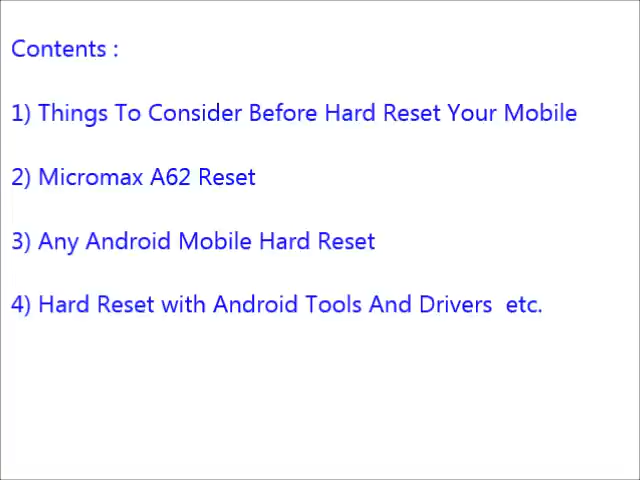 Contents :
1) Things To Consider Before Hard Reset Your Mobile
2) Micromax A62 Reset
3) Any Android Mobile Hard Reset
4) Hard Reset with Android Tools And Drivers  etc.